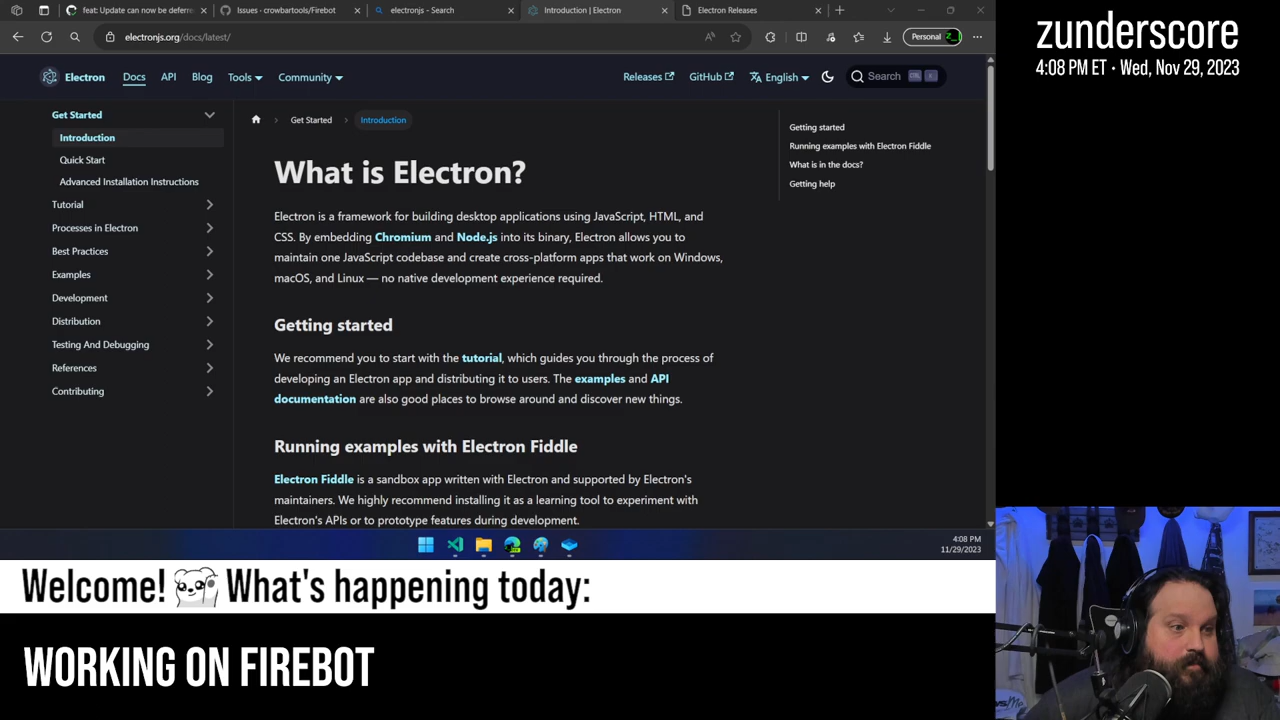 feat: Update can now be deferre
Issues · crowbartools/Firebot
electronjs - Search
Introduction | Electron
Electron Releases
electronjs.org/docs/latest/
Personal
Electron
Docs
API
Blog
Tools
Community
Releases
GitHub
English
Search
Get Started
Introduction
Quick Start
Advanced Installation Instructions
Tutorial
Processes in Electron
Best Practices
Examples
Development
Distribution
Testing And Debugging
References
Contributing
Get Started
Introduction
What is Electron?
Electron is a framework for building desktop applications using JavaScript, HTML, and
CSS. By embedding Chromium and Node.js into its binary, Electron allows you to
maintain one JavaScript codebase and create cross-platform apps that work on Windows,
macOS, and Linux — no native development experience required.
Getting started
We recommend you to start with the tutorial, which guides you through the process of
developing an Electron app and distributing it to users. The examples and API
documentation are also good places to browse around and discover new things.
Running examples with Electron Fiddle
Electron Fiddle is a sandbox app written with Electron and supported by Electron's
maintainers. We highly recommend installing it as a learning tool to experiment with
Electron's APIs or to prototype features during development.
Getting started
Running examples with Electron Fiddle
What is in the docs?
Getting help
4:08 PM
11/29/2023
zunderscore
4:08 PM ET · Wed, Nov 29, 2023
Welcome! What's happening today:
WORKING ON FIREBOT